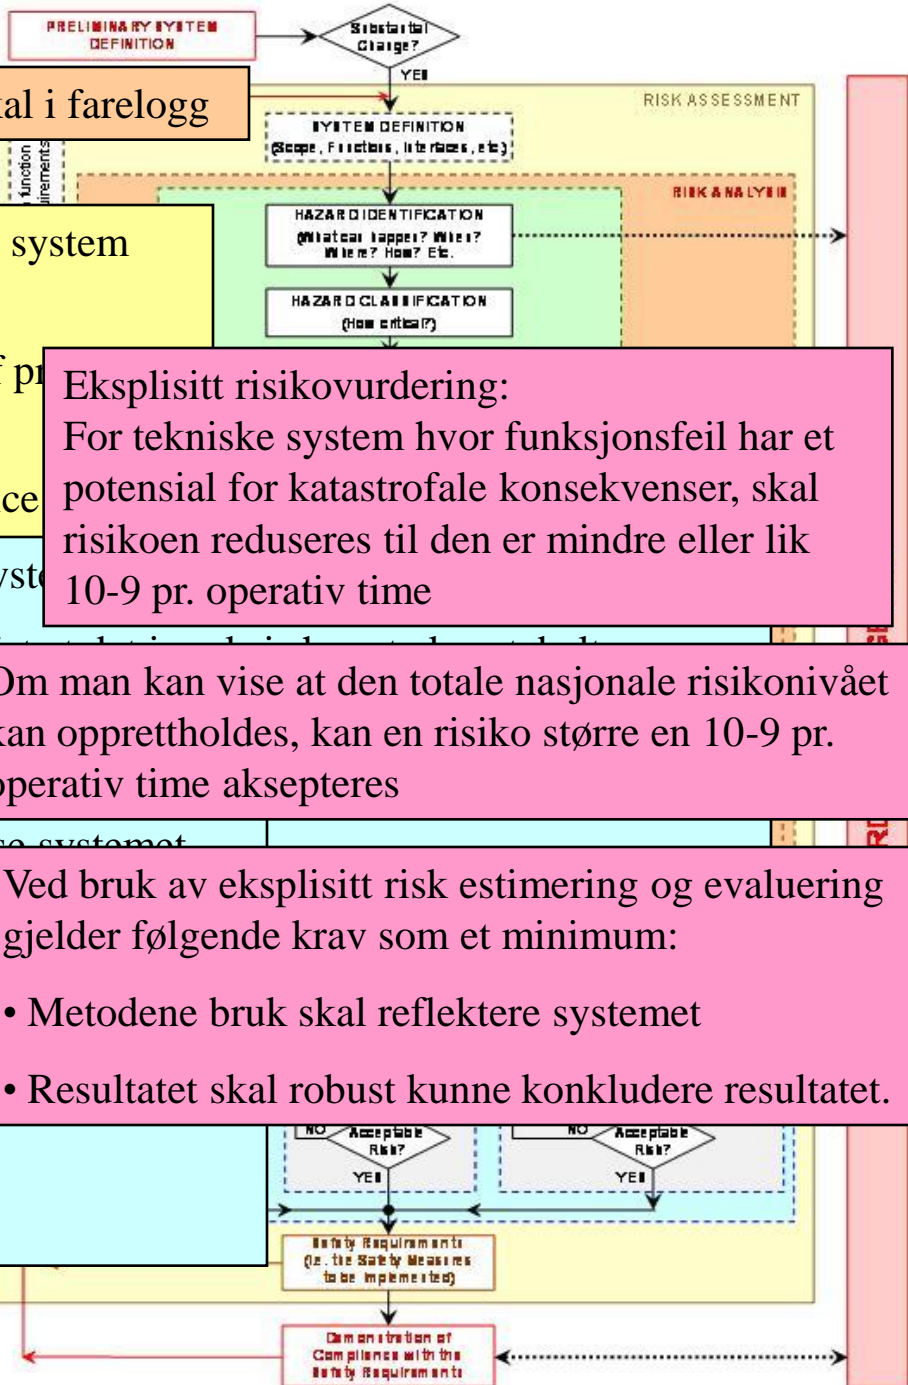 PRELIMINARY SYSTEM
DEFINITION
Substantial
Change?
YES
RISK ASSESSMENT
al i farelogg
SYSTEM DEFINITION
(Scope, Functions, Interfaces, etc.)
function
RISK ANALYSIS
HAZARD IDENTIFICATION
(What can happen? When?
Where? How? Etc.
system
HAZARD CLASSIFICATION
(How critical?)
Eksplisitt risikovurdering:
For tekniske system hvor funksjonsfeil har et
potensial for katastrofale konsekvenser, skal
risikoen reduseres til den er mindre eller lik
10-9 pr. operativ time
Om man kan vise at den totale nasjonale risikonivået
kan opprettholdes, kan en risiko større en 10-9 pr.
operativ time aksepteres
systemet
Ved bruk av eksplisitt risk estimering og evaluering
gjelder følgende krav som et minimum:
• Metodene bruk skal reflektere systemet
• Resultatet skal robust kunne konkludere resultatet.
NO
Acceptable
Risk?
YES
NO
Acceptable
Risk?
YES
Safety Requirements
(i.e. the Safety Measures
to be implemented)
Demonstration of
Compliance with the
Safety Requirements